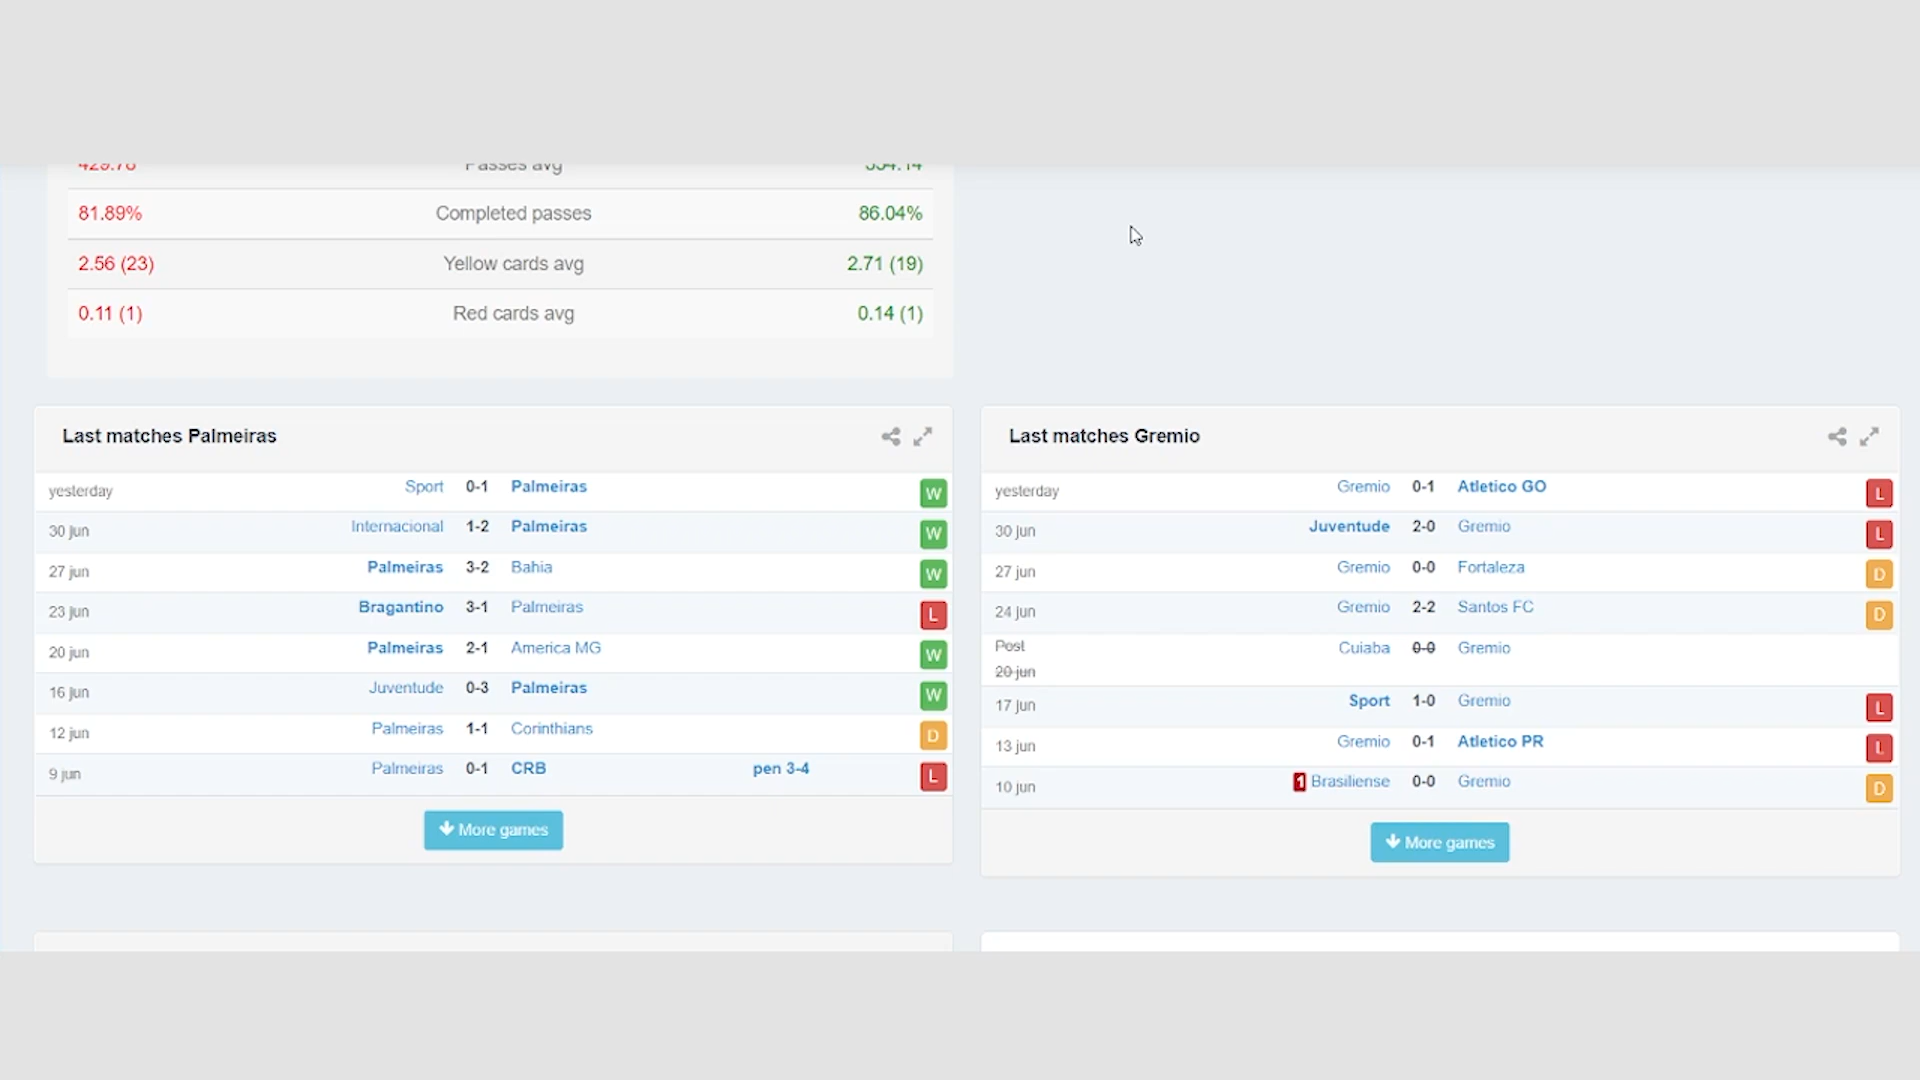 Passes avg
81.89% Completed passes 86.04%
2.56 (23) Yellow cards avg 2.71 (19)
0.11 (1) Red cards avg 0.14 (1)
Last matches Palmeiras
yesterday Sport 0-1 Palmeiras W
30 jun Internacional 1-2 Palmeiras W
27 jun Palmeiras 3-2 Bahia W
23 jun Bragantino 3-1 Palmeiras L
20 jun Palmeiras 2-1 America MG W
16 jun Juventude 0-3 Palmeiras W
12 jun Palmeiras 1-1 Corinthians D
9 jun Palmeiras 0-1 CRB pen 3-4 L
More games
Last matches Gremio
yesterday Gremio 0-1 Atletico GO L
30 jun Juventude 2-0 Gremio L
27 jun Gremio 0-0 Fortaleza D
24 jun Gremio 2-2 Santos FC D
Post Cuiaba 0-0 Gremio
20 jun
17 jun Sport 1-0 Gremio L
13 jun Gremio 0-1 Atletico PR L
10 jun 1 Brasiliense 0-0 Gremio D
More games